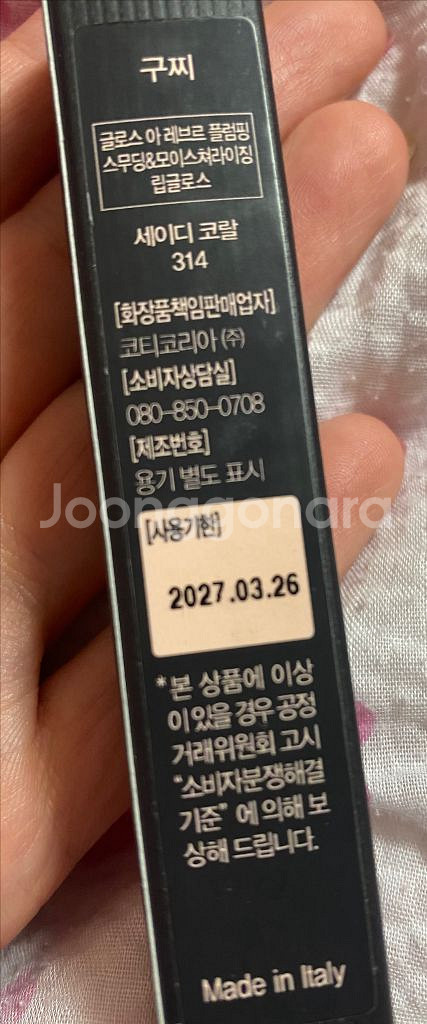 구찌
글로스 아 레브르 플럼핑
스무딩&모이스쳐라이징
립글로스
세이디 코랄
314
[화장품책임판매업자]
코티코리아 ㈜
[소비자상담실]
080-850-0708
[제조번호]
용기 별도 표시
Joonggonara
[사용기한]
2027.03.26
*본 상품에 이상
이 있을 경우 공정
거래위원회 고시
"소비자분쟁해결
기준" 에 의해 보
상해 드립니다.
Made in Italy